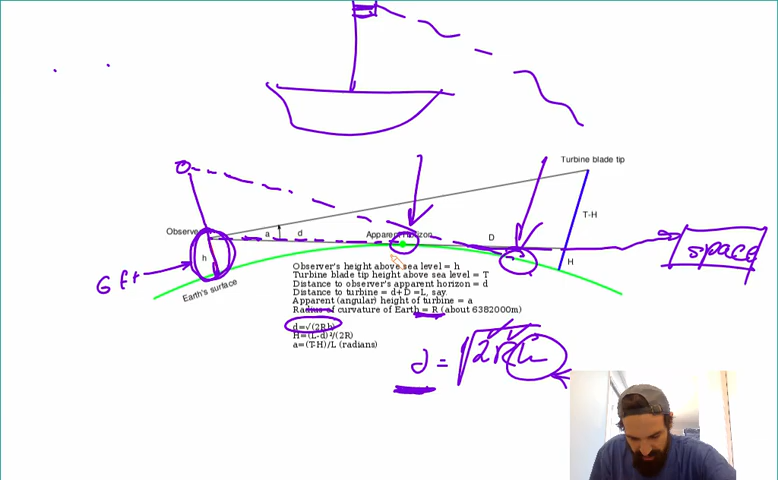 Turbine blade tip
T-H
Observe
a
d
Apparent horizon
D
h
H
space
6 ft
Earth's surface
Observer's height above sea level = h
Turbine blade tip height above sea level = T
Distance to observer's apparent horizon = d
Distance to turbine = d+D =L, say
Apparent (angular) height of turbine = a
Radius of curvature of Earth = R (about 6382000m)
d=√(2Rh)
H=(L-d)²/(2R)
a=(T-H)/L (radians)
d = √2Rh